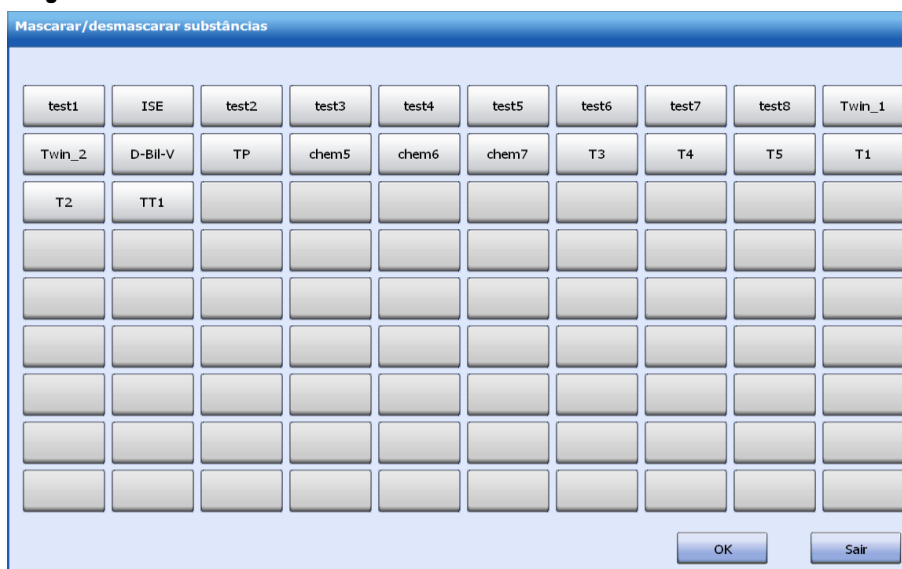 Mascarar/desmascarar substâncias
test1 ISE test2 test3 test4 test5 test6 test7 test8 Twin_1
Twin_2 D-Bil-V TP chem5 chem6 chem7 T3 T4 T5 T1
T2 TT1
OK Sair